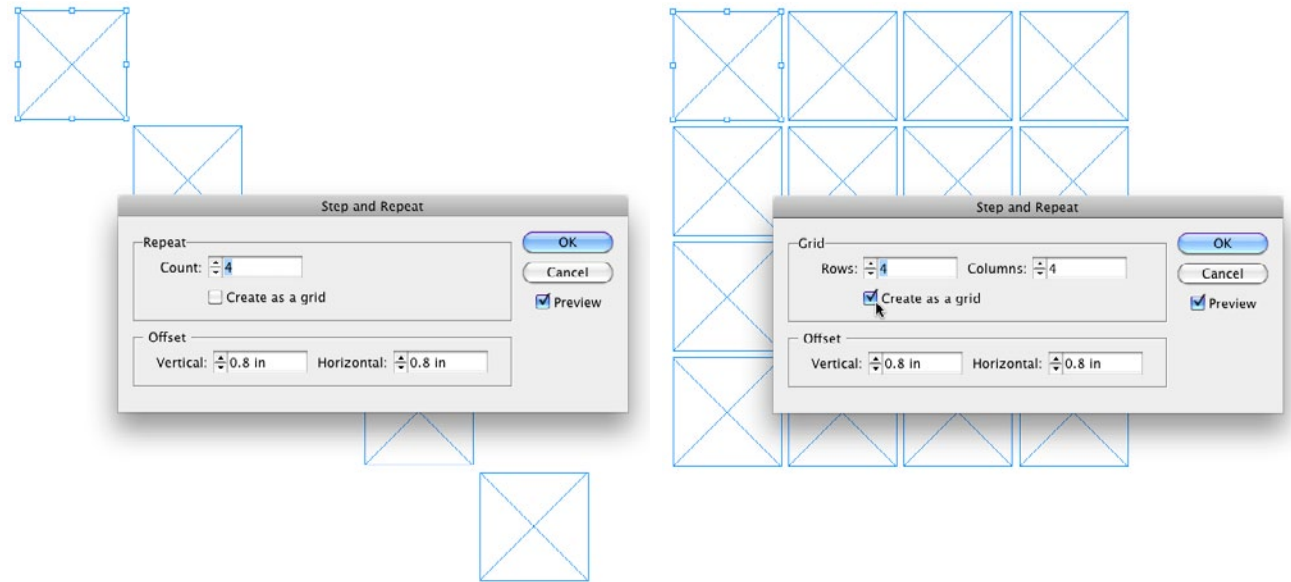 Step and Repeat
Repeat
Count: 4
Create as a grid
OK
Cancel
Preview
Offset
Vertical: 0.8 in Horizontal: 0.8 in
Step and Repeat
Grid
Rows: 4 Columns: 4
Create as a grid
OK
Cancel
Preview
Offset
Vertical: 0.8 in Horizontal: 0.8 in